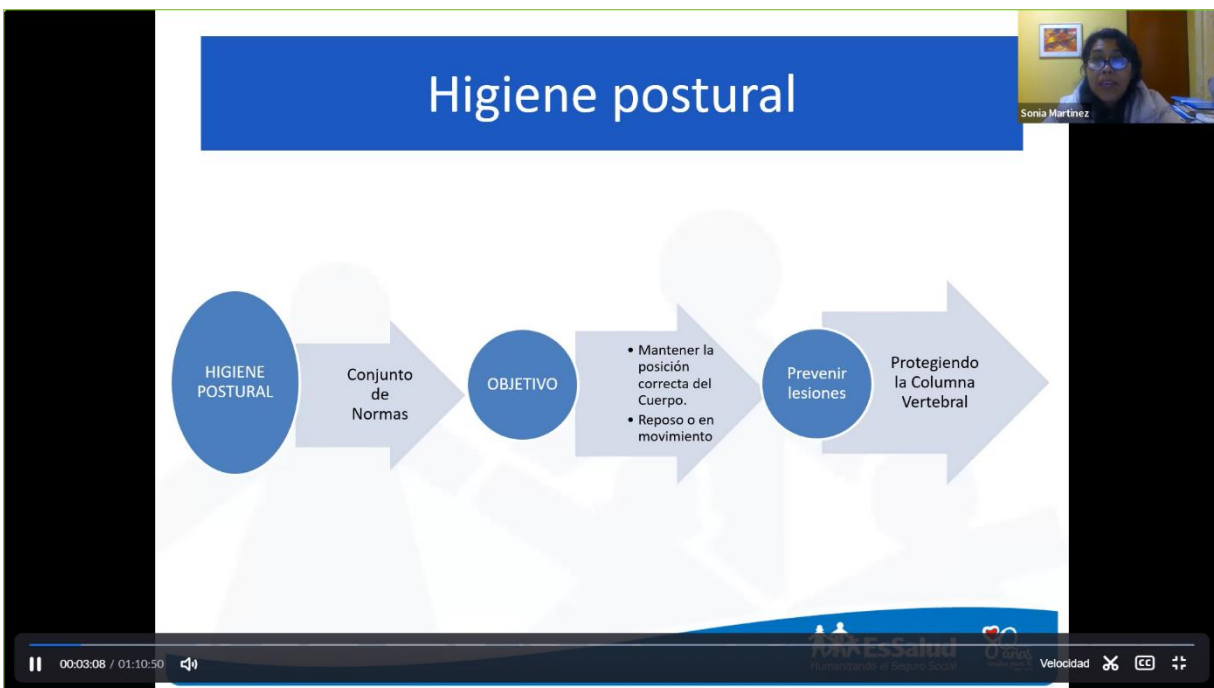 Higiene postural
Sonia Martinez
HIGIENE
POSTURAL
Conjunto
de
Normas
OBJETIVO
• Mantener la
posición
correcta del
Cuerpo.
• Reposo o en
movimiento
Prevenir
lesiones
Protegiendo
la Columna
Vertebral
EsSalud
Humanizando el Seguro Social
80 años
00:03:08 / 01:10:50
Velocidad
CC